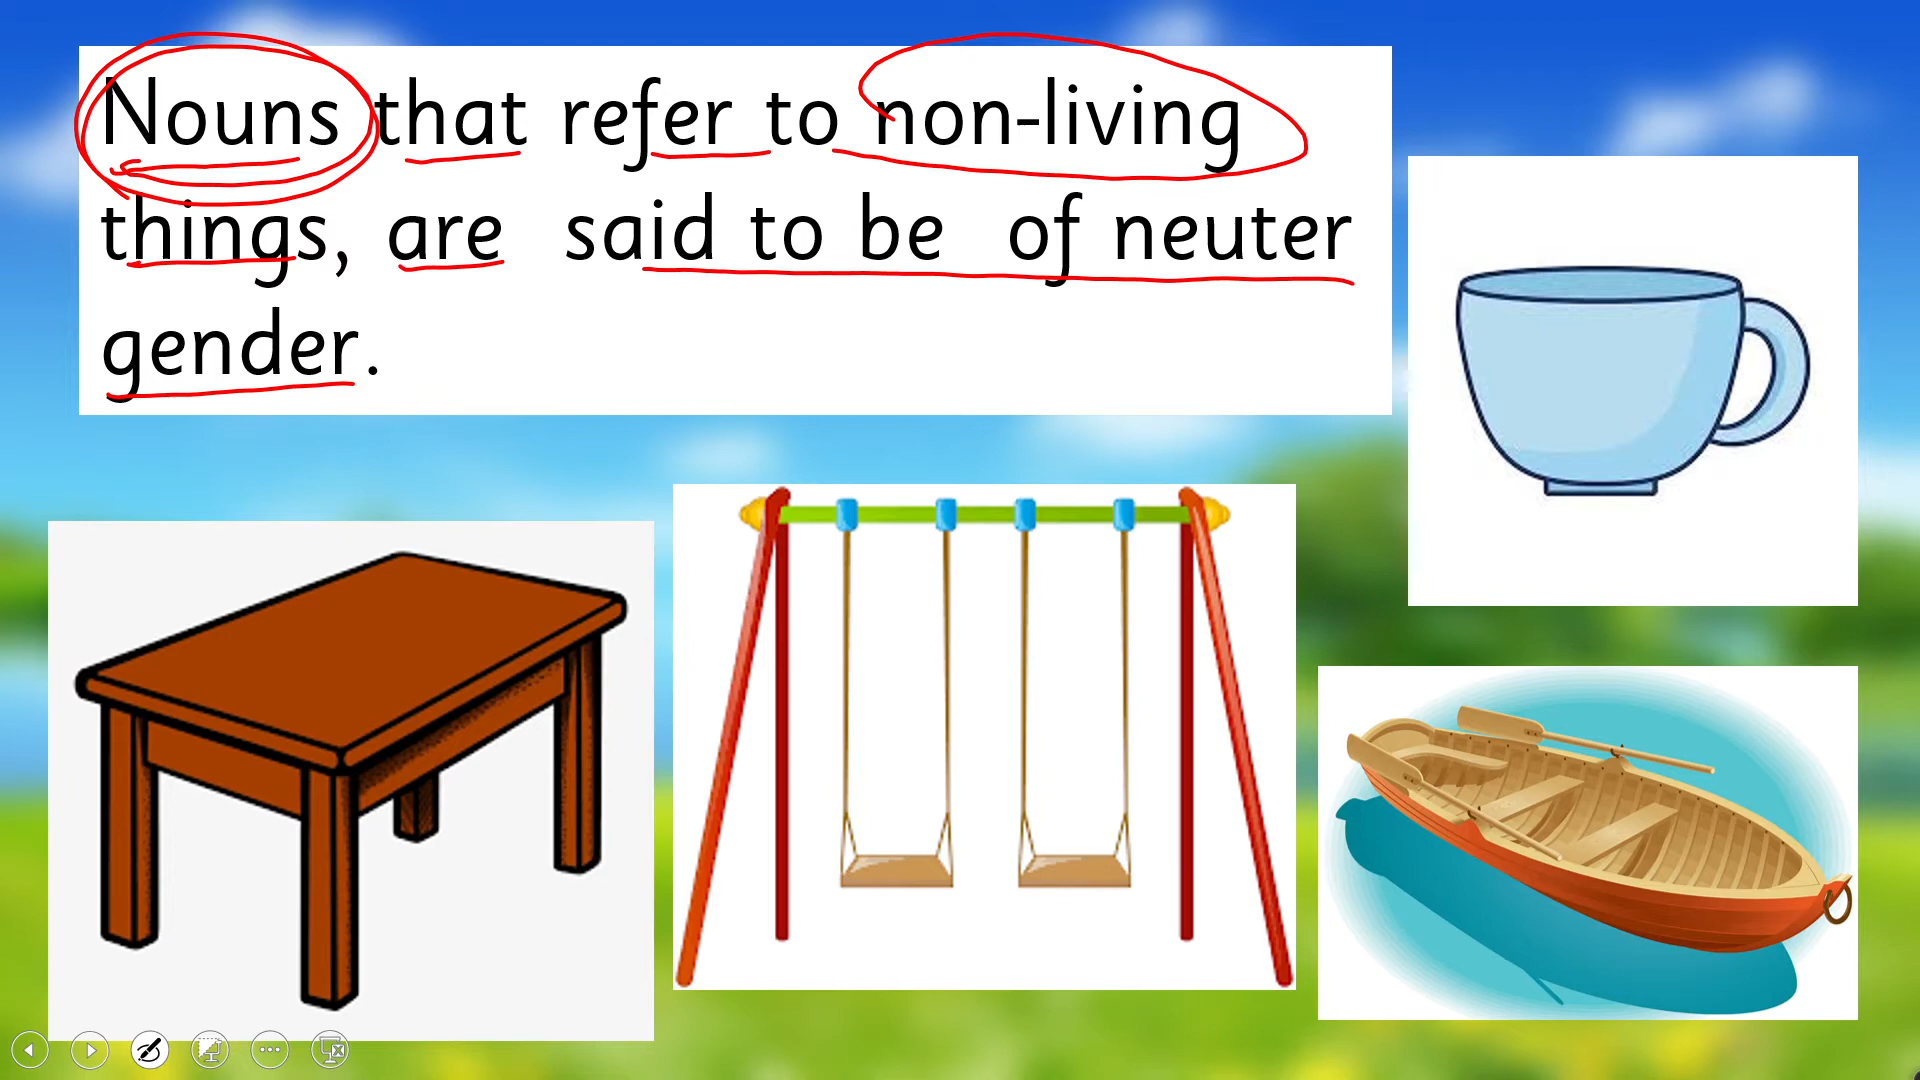 Nouns that refer to non-living
things, are said to be of neuter
gender.